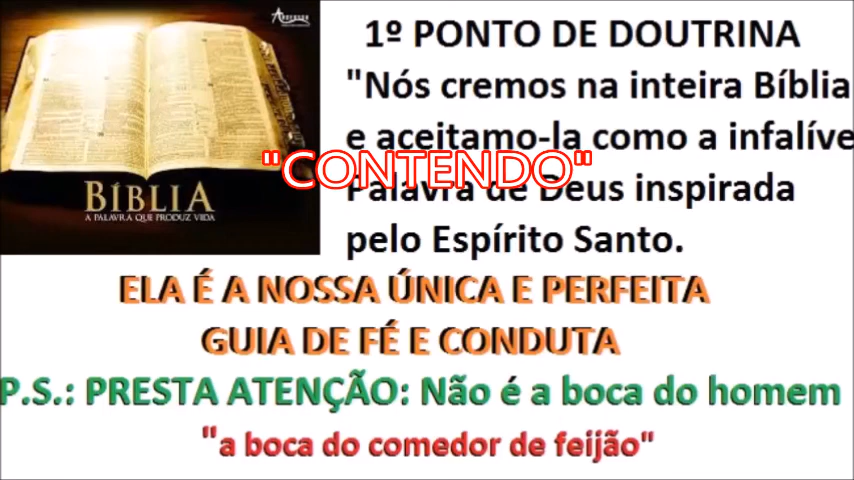 1º PONTO DE DOUTRINA
"Nós cremos na inteira Bíblia
e aceitamo-la como a infalíve
"CONTENDO"
Palavra de Deus inspirada
pelo Espírito Santo.
BÍBLIA
A PALAVRA QUE PRODUZ VIDA
ELA É A NOSSA ÚNICA E PERFEITA
GUIA DE FÉ E CONDUTA
P.S.: PRESTA ATENÇÃO: Não é a boca do homem
"a boca do comedor de feijão"